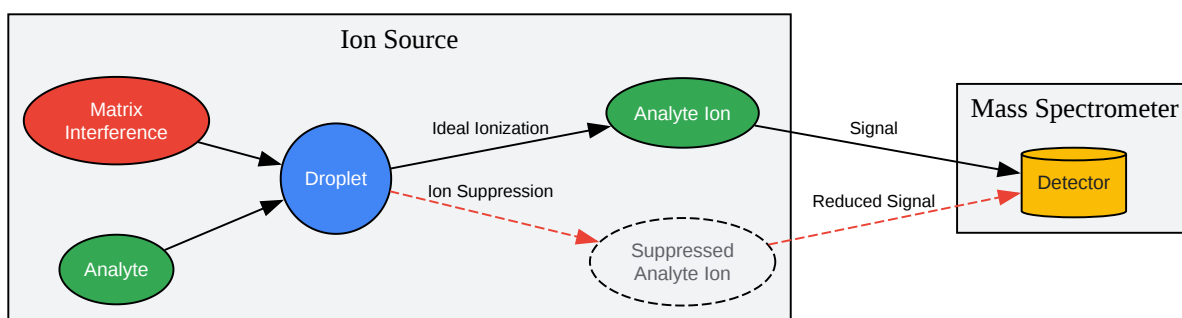 Ion Source
Matrix
Interference
Analyte
Droplet
Ideal Ionization
Ion Suppression
Analyte Ion
Suppressed
Analyte Ion
Signal
Reduced Signal
Mass Spectrometer
Detector